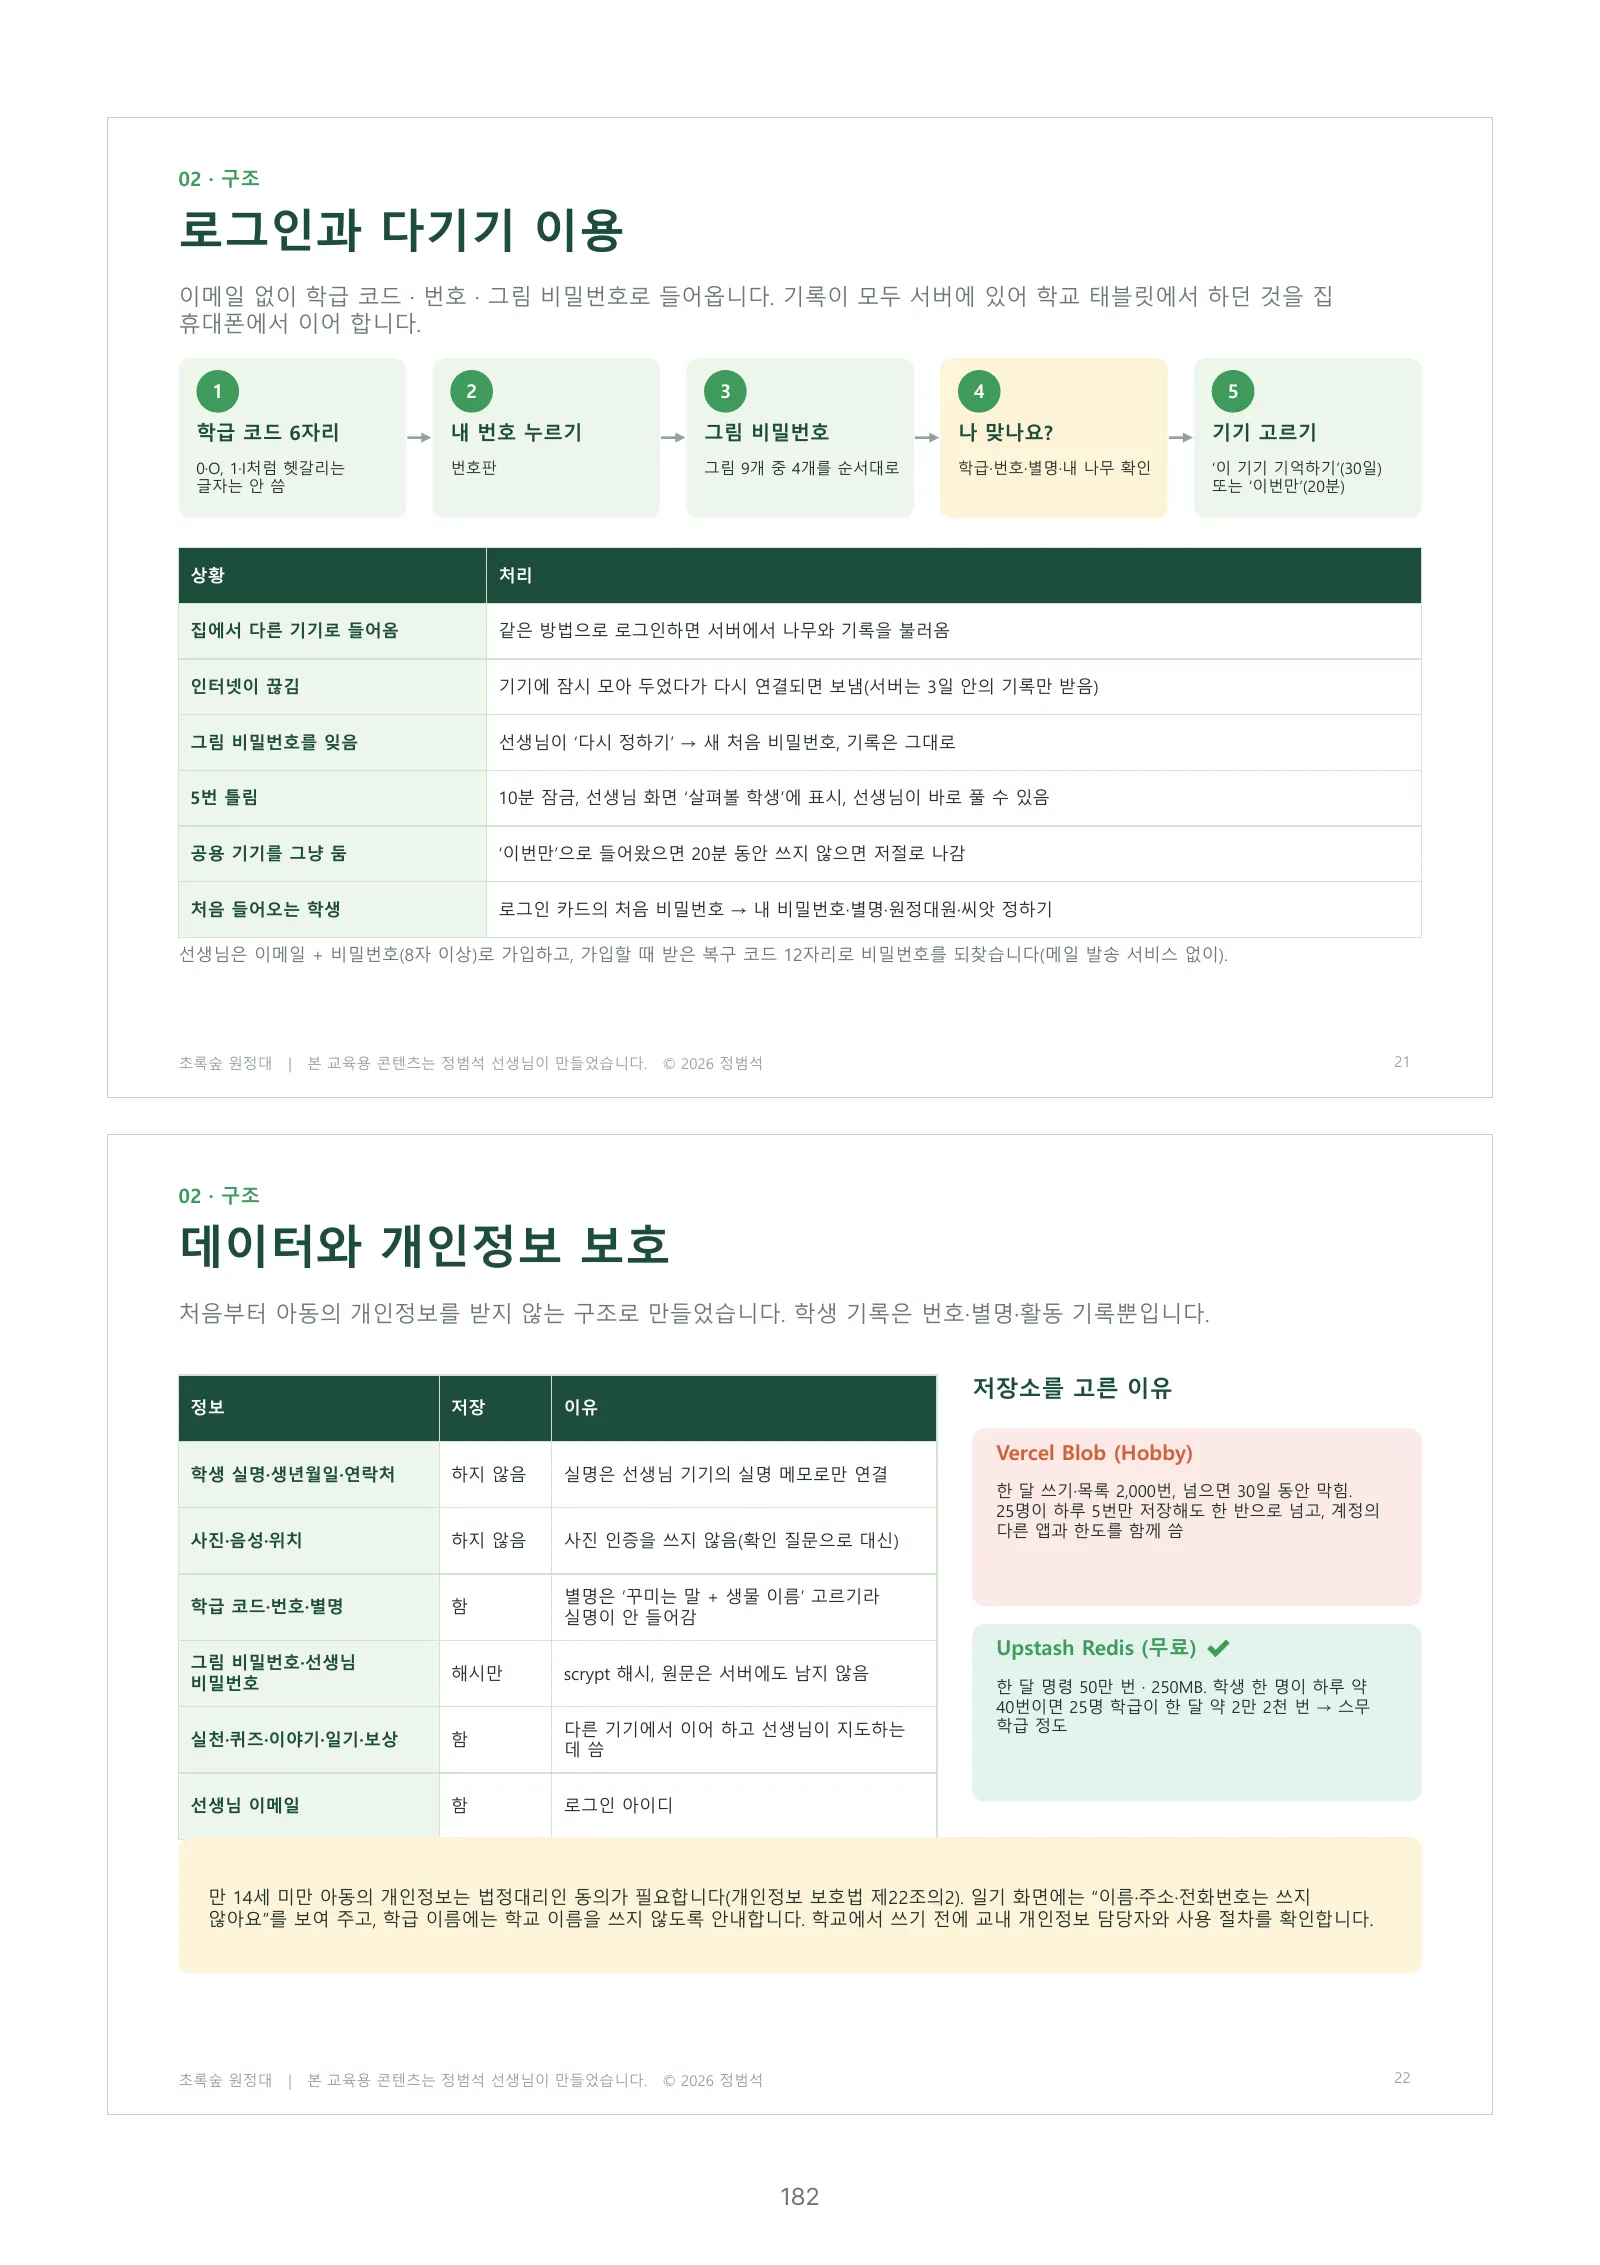 02 · 구조
로그인과 다기기 이용
이메일 없이 학급 코드 · 번호 · 그림 비밀번호로 들어옵니다. 기록이 모두 서버에 있어 학교 태블릿에서 하던 것을 집
휴대폰에서 이어 합니다.
1
학급 코드 6자리
0·O, 1·I처럼 헷갈리는
글자는 안 씀
2
내 번호 누르기
번호판
3
그림 비밀번호
그림 9개 중 4개를 순서대로
4
나 맞나요?
학급·번호·별명·내 나무 확인
5
기기 고르기
‘이 기기 기억하기’(30일)
또는 ‘이번만’(20분)
상황 처리
집에서 다른 기기로 들어옴 같은 방법으로 로그인하면 서버에서 나무와 기록을 불러옴
인터넷이 끊김 기기에 잠시 모아 두었다가 다시 연결되면 보냄(서버는 3일 안의 기록만 받음)
그림 비밀번호를 잊음 선생님이 ‘다시 정하기’ → 새 처음 비밀번호, 기록은 그대로
5번 틀림 10분 잠금, 선생님 화면 ‘살펴볼 학생’에 표시, 선생님이 바로 풀 수 있음
공용 기기를 그냥 둠 ‘이번만’으로 들어왔으면 20분 동안 쓰지 않으면 저절로 나감
처음 들어오는 학생 로그인 카드의 처음 비밀번호 → 내 비밀번호·별명·원정대원·씨앗 정하기
선생님은 이메일 + 비밀번호(8자 이상)로 가입하고, 가입할 때 받은 복구 코드 12자리로 비밀번호를 되찾습니다(메일 발송 서비스 없이).
초록숲 원정대 | 본 교육용 콘텐츠는 정범석 선생님이 만들었습니다. © 2026 정범석 21
02 · 구조
데이터와 개인정보 보호
처음부터 아동의 개인정보를 받지 않는 구조로 만들었습니다. 학생 기록은 번호·별명·활동 기록뿐입니다.
정보 저장 이유
학생 실명·생년월일·연락처 하지 않음 실명은 선생님 기기의 실명 메모로만 연결
사진·음성·위치 하지 않음 사진 인증을 쓰지 않음(확인 질문으로 대신)
학급 코드·번호·별명 함 별명은 ‘꾸미는 말 + 생물 이름’ 고르기라
실명이 안 들어감
그림 비밀번호·선생님
비밀번호 해시만 scrypt 해시, 원문은 서버에도 남지 않음
실천·퀴즈·이야기·일기·보상 함 다른 기기에서 이어 하고 선생님이 지도하는
데 씀
선생님 이메일 함 로그인 아이디
저장소를 고른 이유
Vercel Blob (Hobby)
한 달 쓰기·목록 2,000번, 넘으면 30일 동안 막힘.
25명이 하루 5번만 저장해도 한 반으로 넘고, 계정의
다른 앱과 한도를 함께 씀
Upstash Redis (무료) ✔
한 달 명령 50만 번 · 250MB. 학생 한 명이 하루 약
40번이면 25명 학급이 한 달 약 2만 2천 번 → 스무
학급 정도
만 14세 미만 아동의 개인정보는 법정대리인 동의가 필요합니다(개인정보 보호법 제22조의2). 일기 화면에는 “이름·주소·전화번호는 쓰지
않아요”를 보여 주고, 학급 이름에는 학교 이름을 쓰지 않도록 안내합니다. 학교에서 쓰기 전에 교내 개인정보 담당자와 사용 절차를 확인합니다.
초록숲 원정대 | 본 교육용 콘텐츠는 정범석 선생님이 만들었습니다. © 2026 정범석 22
182